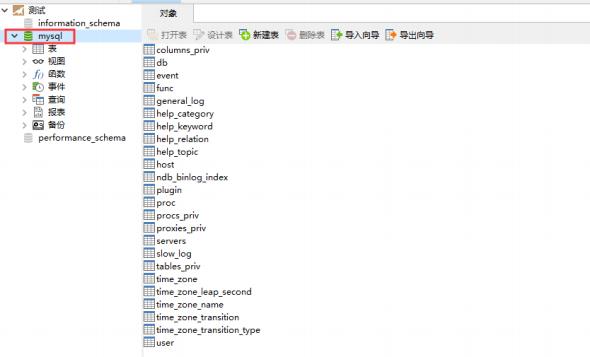 测试
information_schema
mysql
表
视图
f() 函数
事件
查询
报表
备份
performance_schema
对象
打开表 设计表 新建表 删除表 导入向导 导出向导
columns_priv
db
event
func
general_log
help_category
help_keyword
help_relation
help_topic
host
ndb_binlog_index
plugin
proc
procs_priv
proxies_priv
servers
slow_log
tables_priv
time_zone
time_zone_leap_second
time_zone_name
time_zone_transition
time_zone_transition_type
user